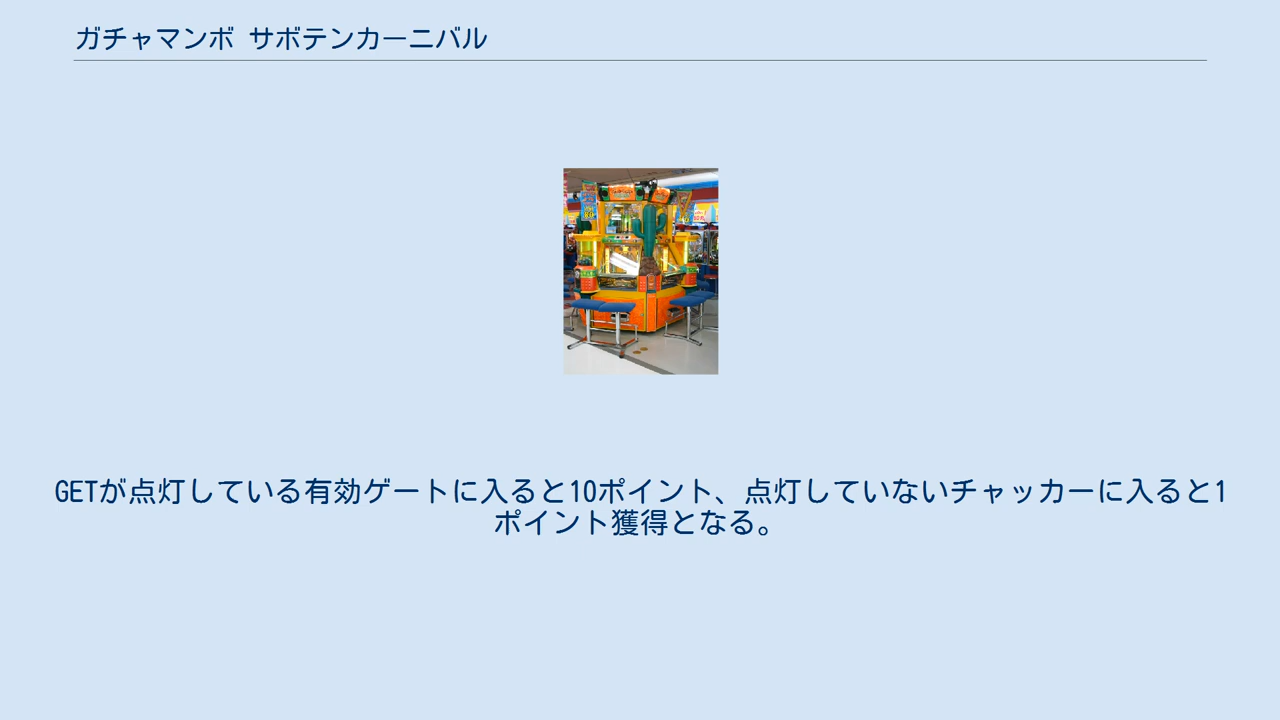 ガチャマンボ サボテンカーニバル
GETが点灯している有効ゲートに入ると10ポイント、点灯していないチャッカーに入ると1
ポイント獲得となる。